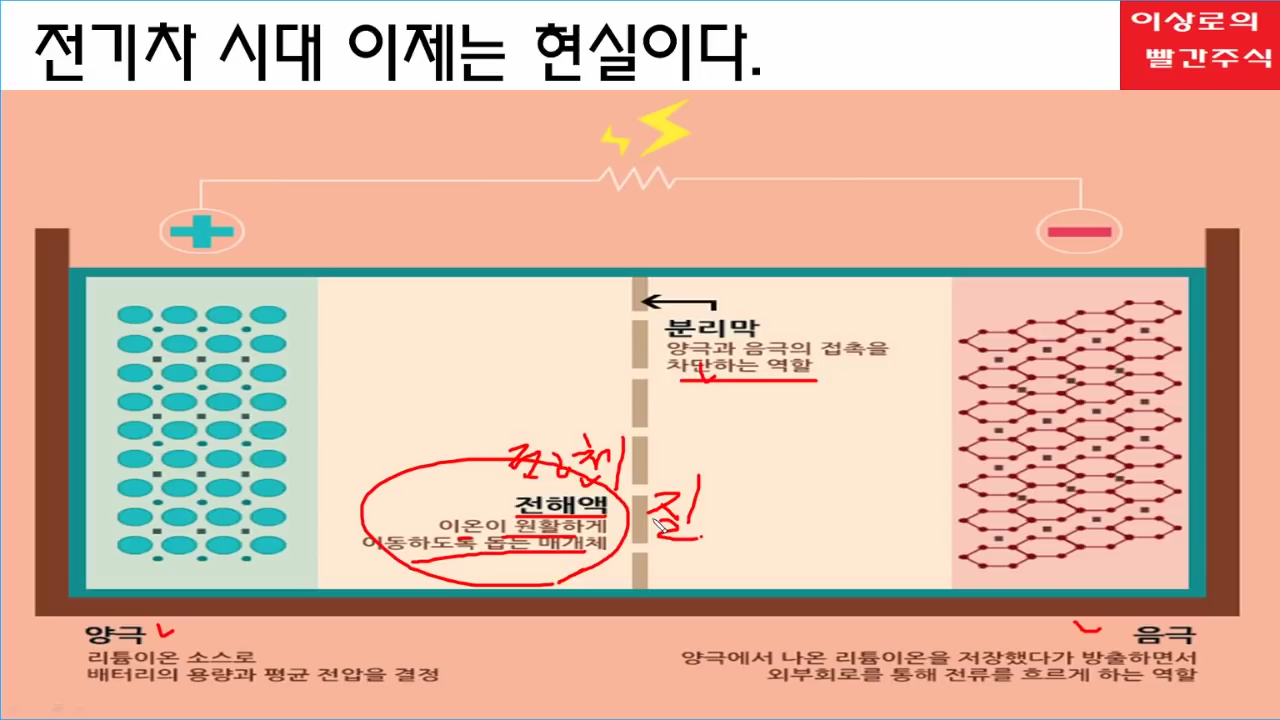 전기차 시대 이제는 현실이다.
이상로의
빨간주식
분리막
양극과 음극의 접촉을
차단하는 역할
질
전해액
이온이 원활하게
이동하도록 돕는 매개체
양극
리튬이온 소스로
배터리의 용량과 평균 전압을 결정
음극
양극에서 나온 리튬이온을 저장했다가 방출하면서
외부회로를 통해 전류를 흐르게 하는 역할